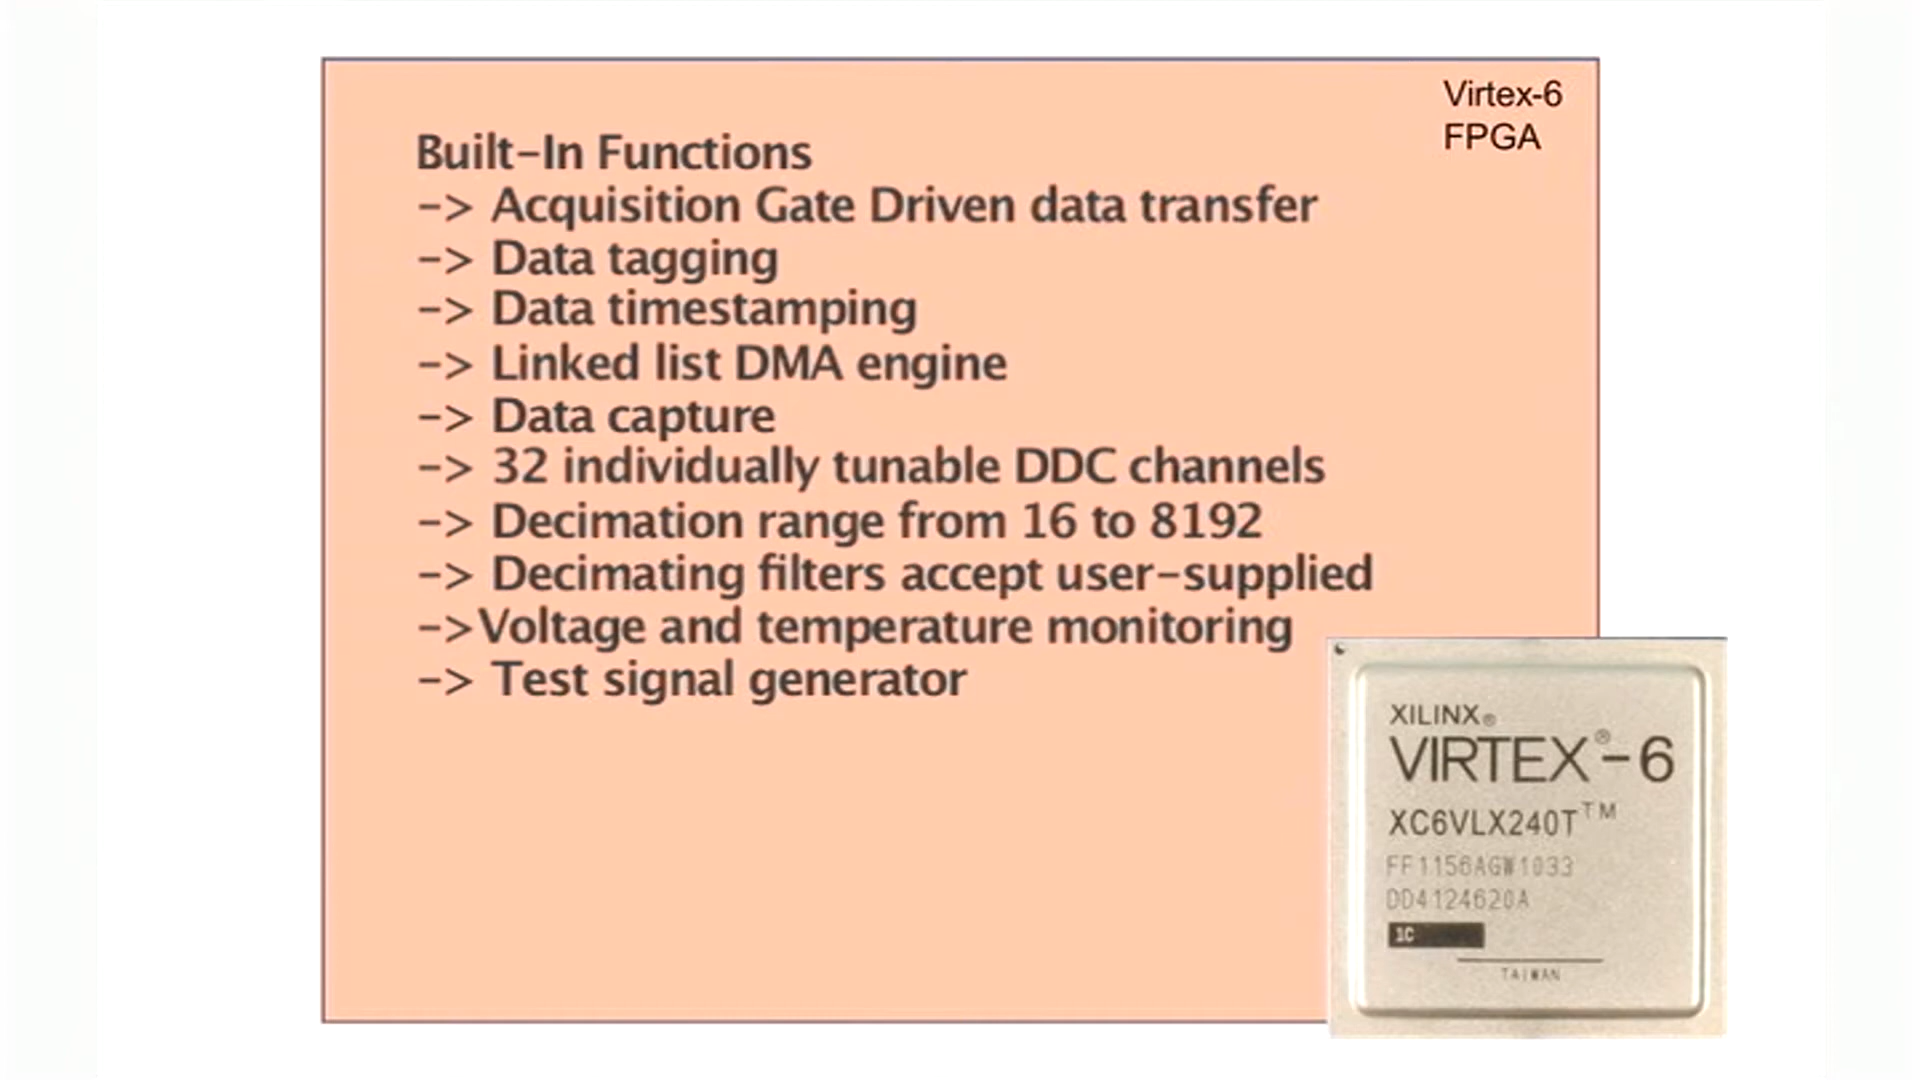 Virtex-6
FPGA
Built-In Functions
-> Acquisition Gate Driven data transfer
-> Data tagging
-> Data timestamping
-> Linked list DMA engine
-> Data capture
-> 32 individually tunable DDC channels
-> Decimation range from 16 to 8192
-> Decimating filters accept user-supplied
->Voltage and temperature monitoring
-> Test signal generator
XILINX®
VIRTEX®-6
XC6VLX240T™
FF1156AGW1033
DD4124620A
1C
TAIWAN